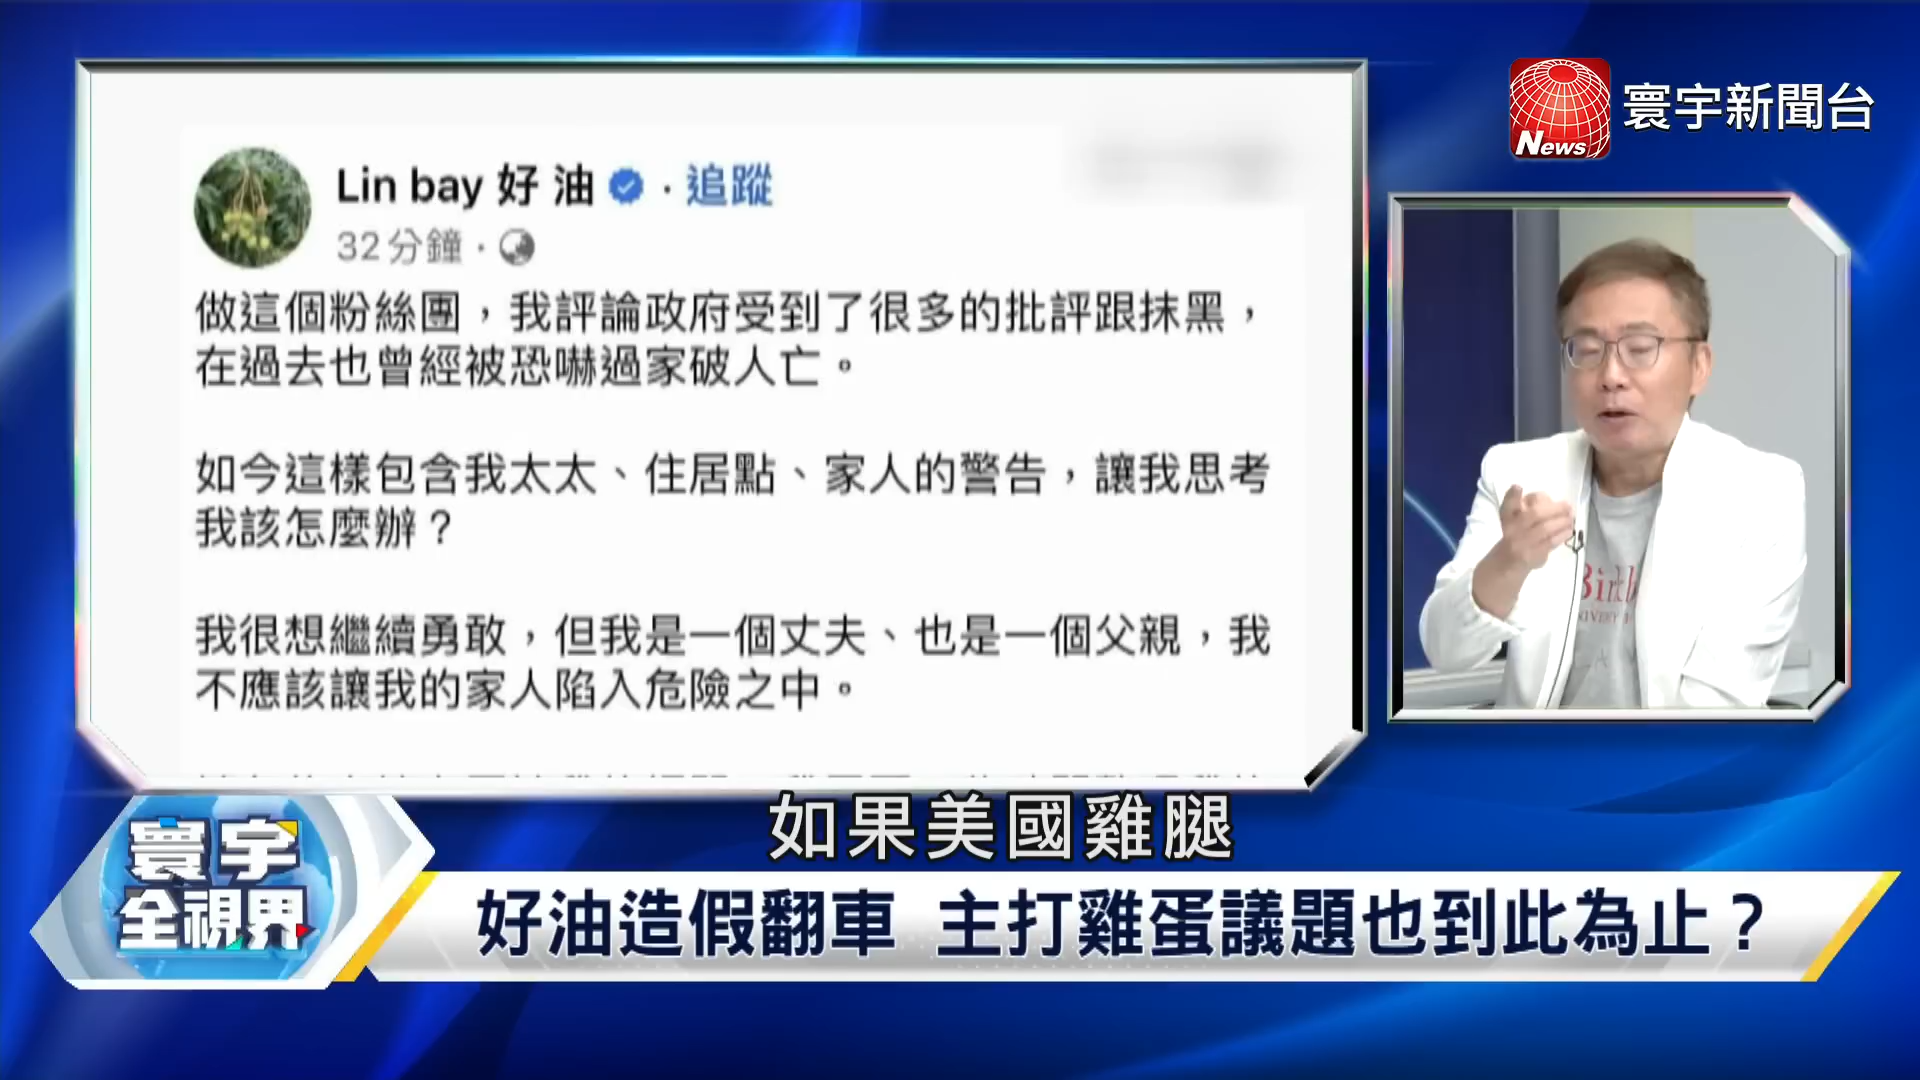 News 寰宇新聞台
Lin bay 好油 · 追蹤
32分鐘 ·
做這個粉絲團，我評論政府受到了很多的批評跟抹黑，
在過去也曾經被恐嚇過家破人亡。
如今這樣包含我太太、住居點、家人的警告，讓我思考
我該怎麼辦？
我很想繼續勇敢，但我是一個丈夫、也是一個父親，我
不應該讓我的家人陷入危險之中。
如果美國雞腿
寰宇
全視界
好油造假翻車 主打雞蛋議題也到此為止？